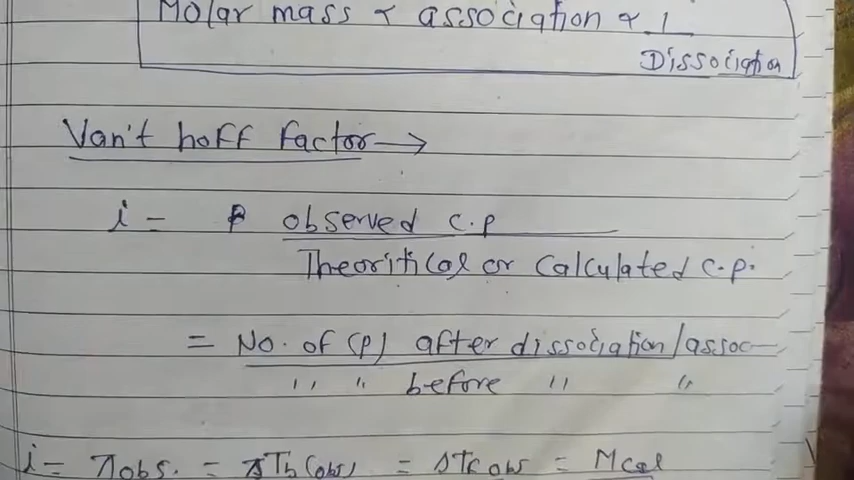 Molar mass ∝ association ∝ 1
Dissociation
Van't hoff factor →
i = observed c.p
Theoritical or calculated c.p.
= No. of (P) after dissociation/assoc—
" " before " "
i = π obs. = ΔTb(obs) = ΔTf obs = Mcal